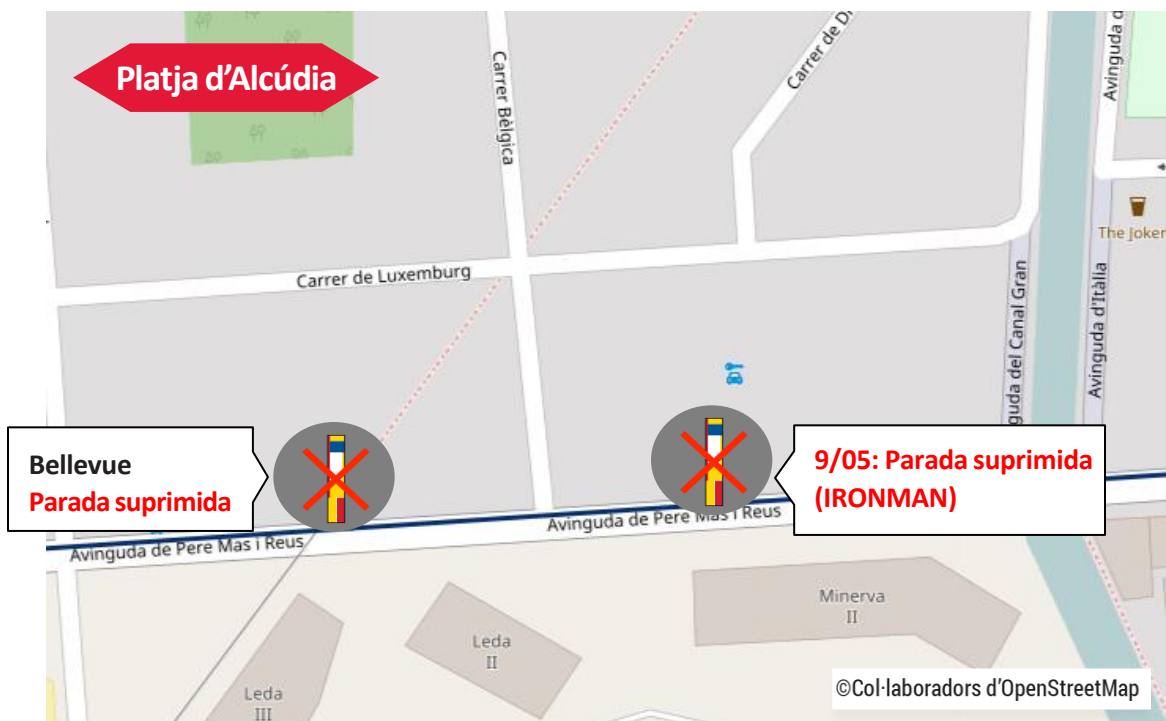 Platja d'Alcúdia
Carrer Bèlgica
Carrer de D
Avinguda d
The Joker
Carrer de Luxemburg
guda del Canal Gran
Avinguda d'Itàlia
Bellevue
Parada suprimida
9/05: Parada suprimida
(IRONMAN)
Avinguda de Pere Mas i Reus
Avinguda de Pere Mas i Reus
Minerva
II
Leda
II
Leda
III
©Col·laboradors d'OpenStreetMap